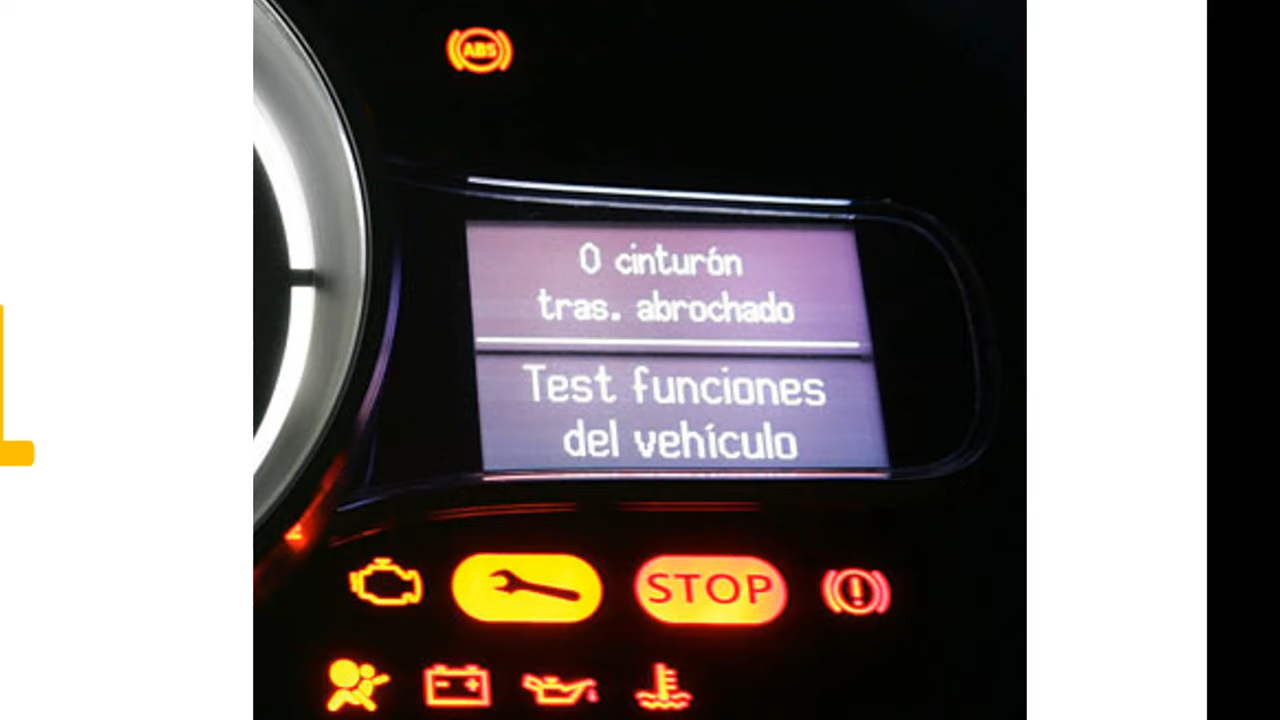 ABS
0 cinturón
tras. abrochado
Test funciones
del vehículo
STOP